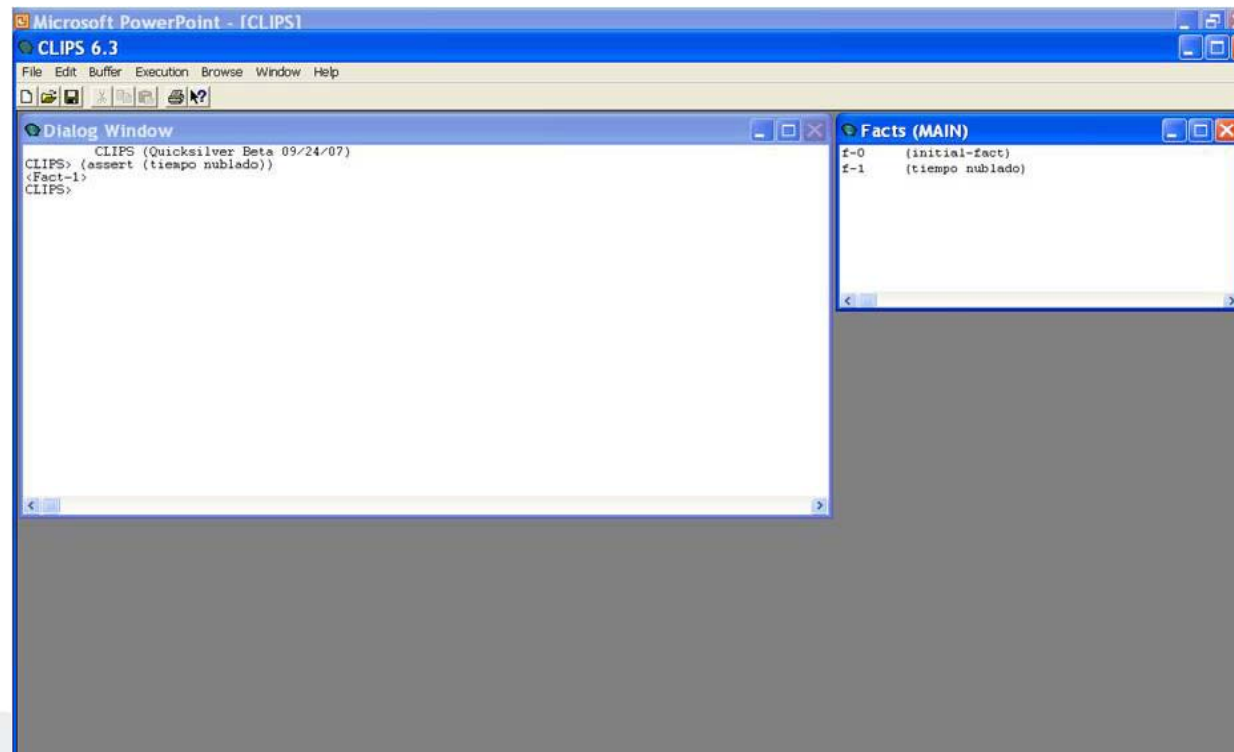 Microsoft PowerPoint - [CLIPS]
CLIPS 6.3
File Edit Buffer Execution Browse Window Help
Dialog Window
CLIPS (Quicksilver Beta 09/24/07)
CLIPS> (assert (tiempo nublado))
<Fact-1>
CLIPS>
Facts (MAIN)
f-0 (initial-fact)
f-1 (tiempo nublado)